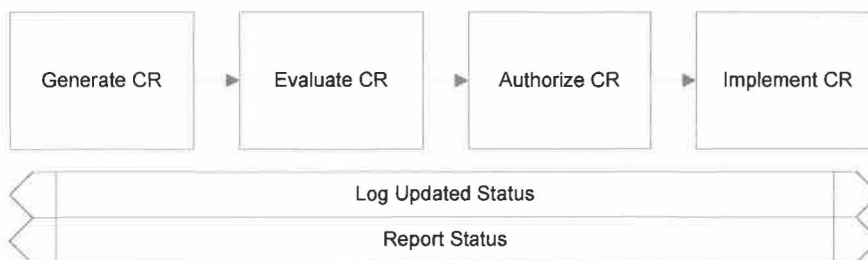 Generate CR
Evaluate CR
Authorize CR
Implement CR
Log Updated Status
Report Status